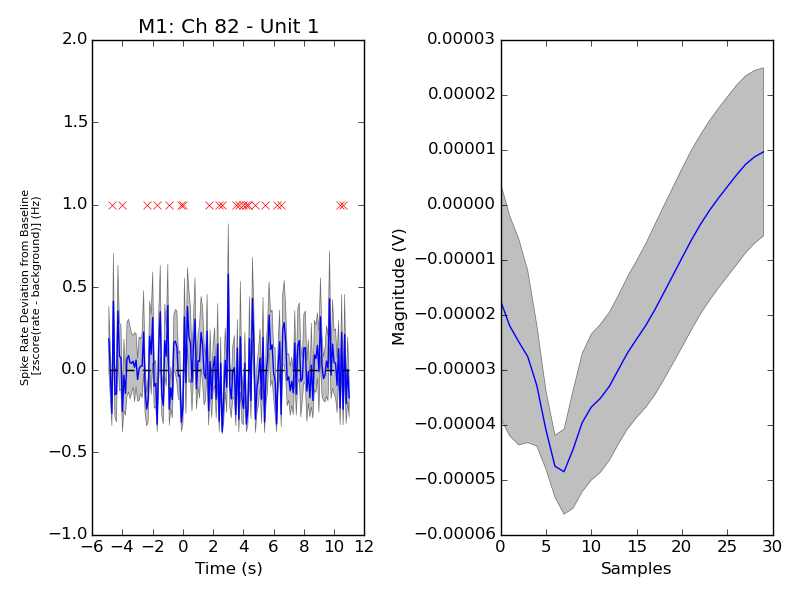 M1: Ch 82 - Unit 1
Spike Rate Deviation from Baseline
[zscore(rate - background)] (Hz)
2.0
1.5
1.0
0.5
0.0
−0.5
−1.0
−6 −4 −2 0 2 4 6 8 10 12
Time (s)
Magnitude (V)
0.00003
0.00002
0.00001
0.00000
−0.00001
−0.00002
−0.00003
−0.00004
−0.00005
−0.00006
0 5 10 15 20 25 30
Samples